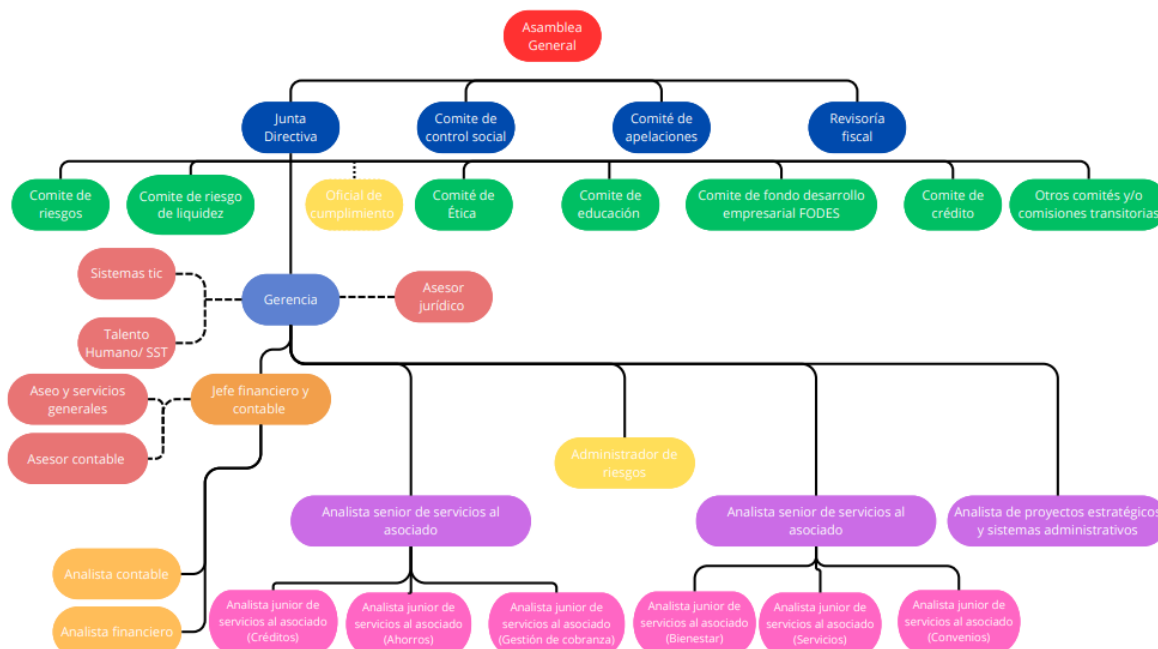 Asamblea
General
Junta
Directiva
Comite de
control social
Comité de
apelaciones
Revisoría
fiscal
Comite de
riesgos
Comite de riesgo
de liquidez
Oficial de
cumplimiento
Comité de
Ética
Comite de
educación
Comite de fondo desarrollo
empresarial FODES
Comite de
crédito
Otros comités y/o
comisiones transitorias
Sistemas tic
Gerencia
Asesor
jurídico
Talento
Humano/ SST
Aseo y servicios
generales
Jefe financiero y
contable
Asesor contable
Administrador de
riesgos
Analista senior de servicios al
asociado
Analista senior de servicios al
asociado
Analista de proyectos estratégicos
y sistemas administrativos
Analista contable
Analista financiero
Analista junior de
servicios al asociado
(Créditos)
Analista junior de
servicios al asociado
(Ahorros)
Analista junior de
servicios al asociado
(Gestión de cobranza)
Analista junior de
servicios al asociado
(Bienestar)
Analista junior de
servicios al asociado
(Servicios)
Analista junior de
servicios al asociado
(Convenios)